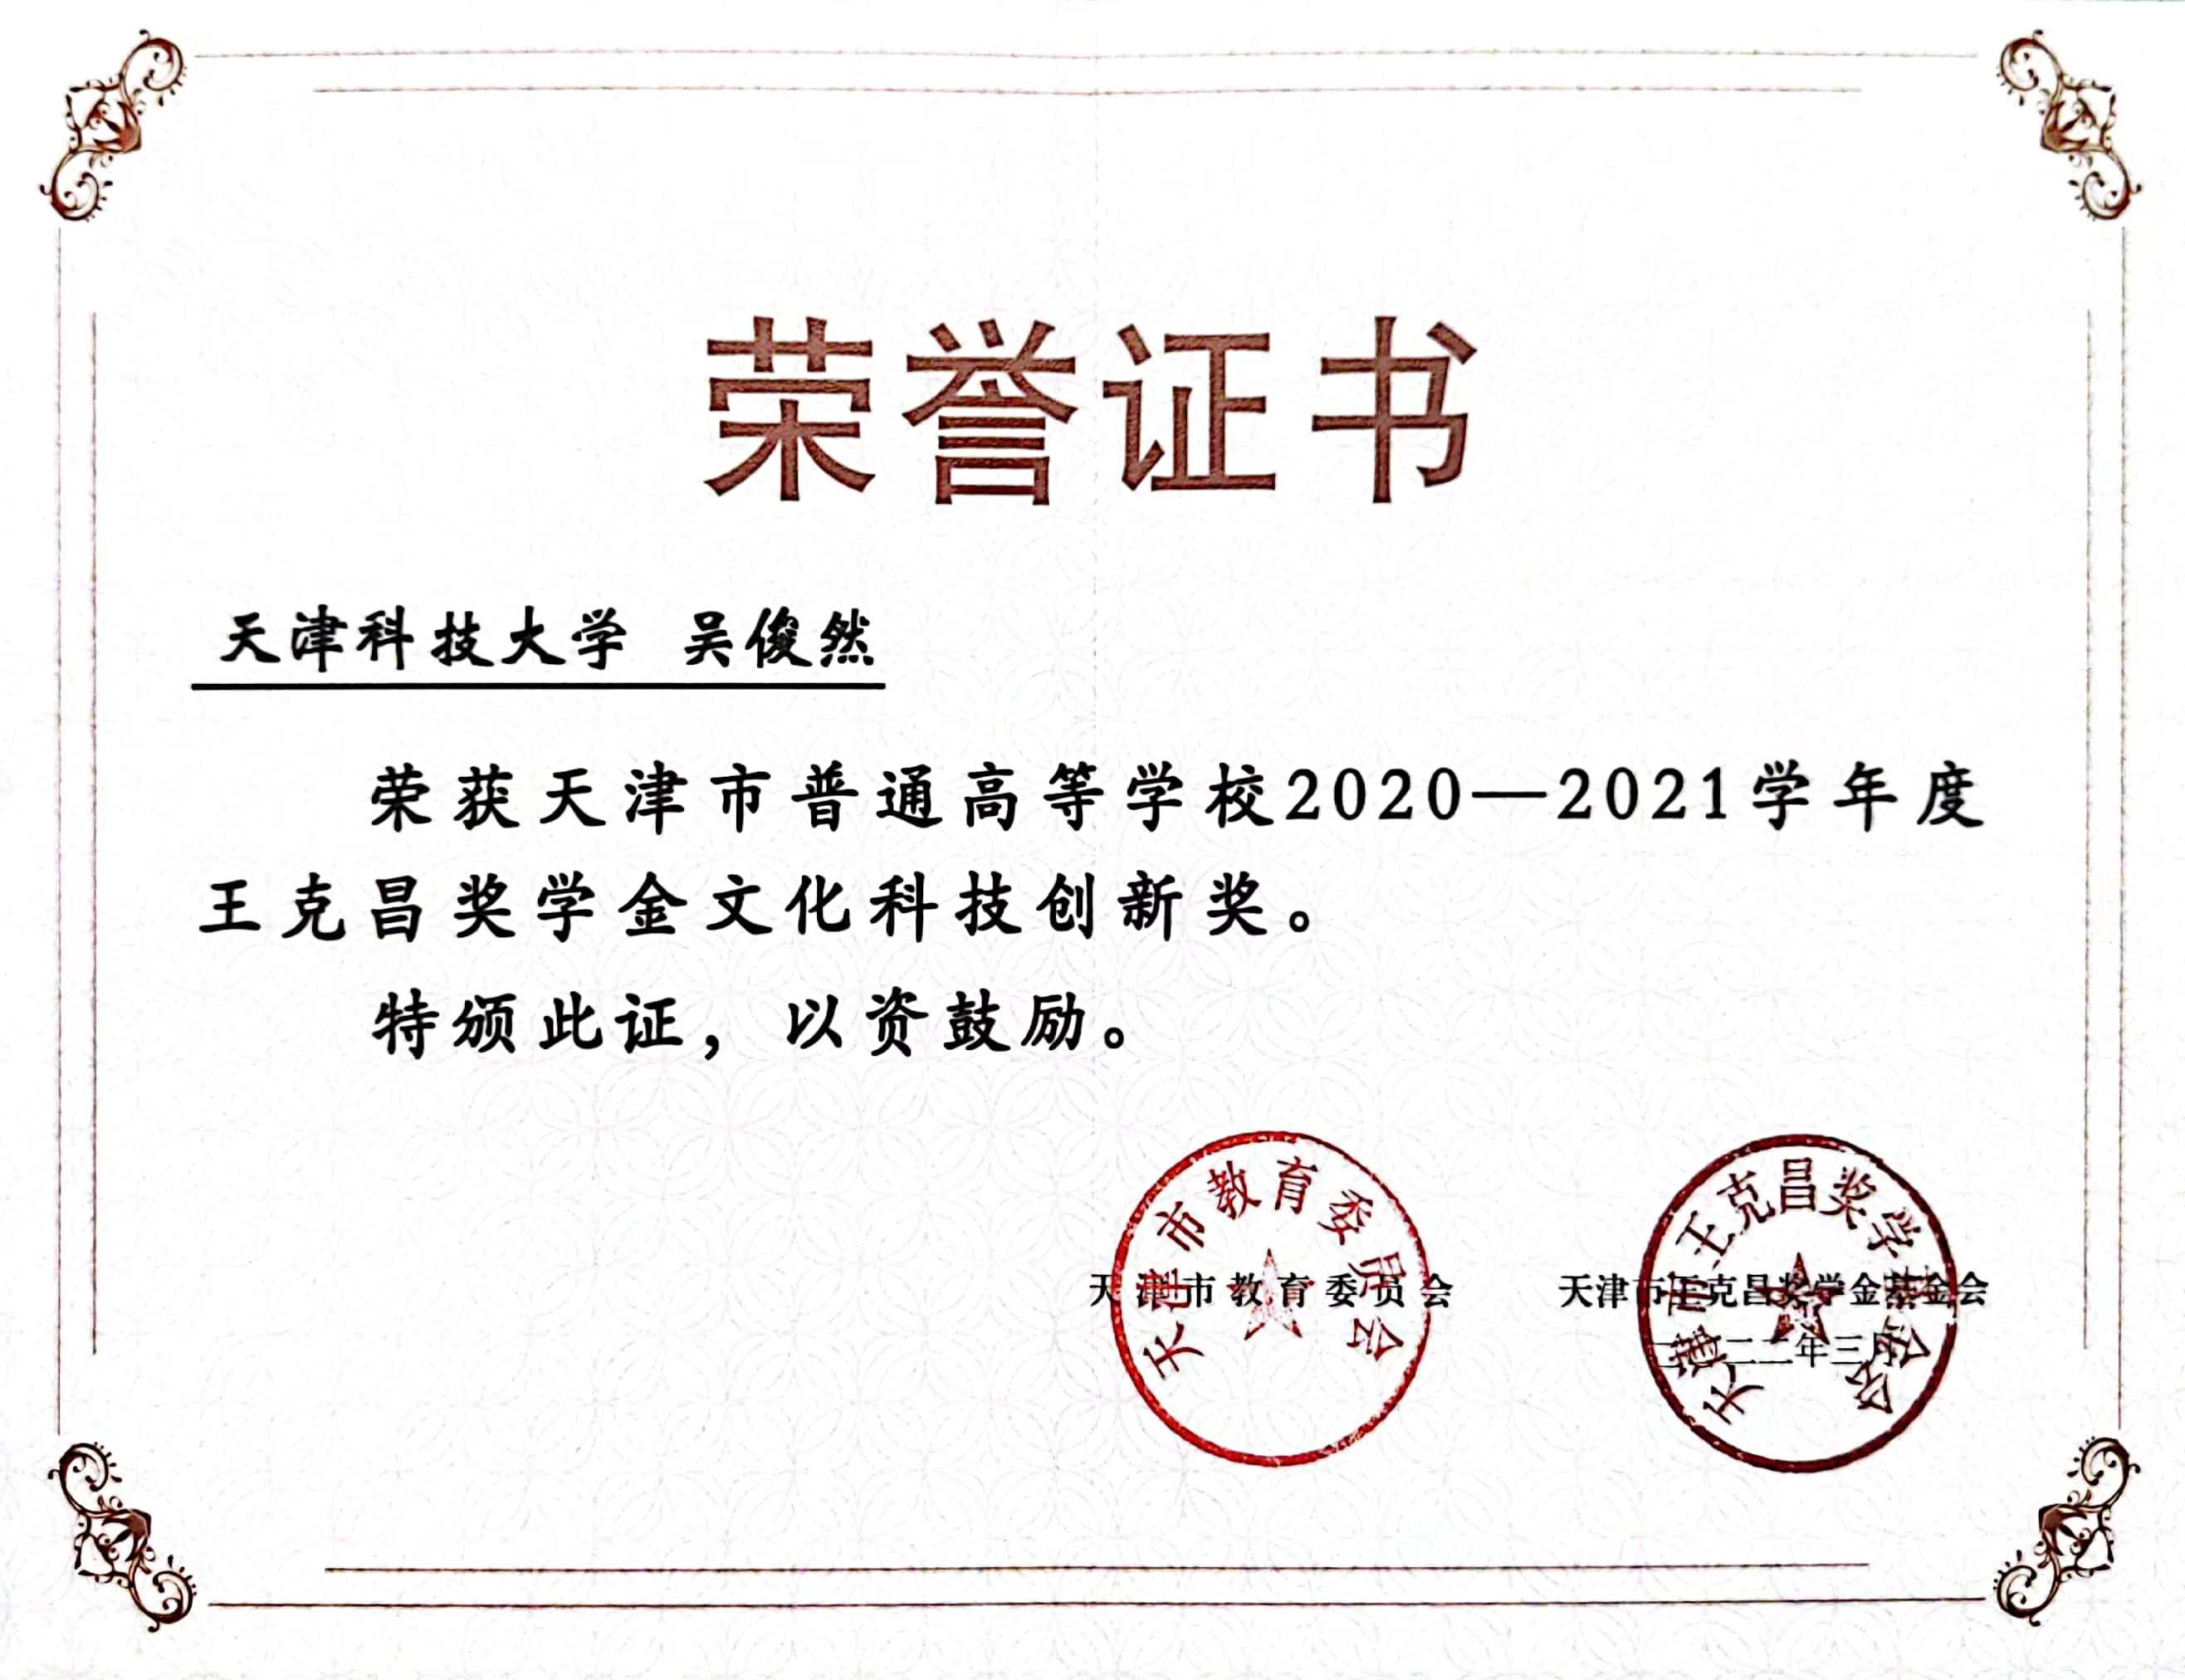 荣誉证书
天津科技大学 吴俊然
荣获天津市普通高等学校2020—2021学年度
王克昌奖学金文化科技创新奖。
特颁此证，以资鼓励。
天津市教育委员会
天津市教育委员会
天津市王克昌奖学金基金会
天津市王克昌奖学基金会
二〇二二年三月